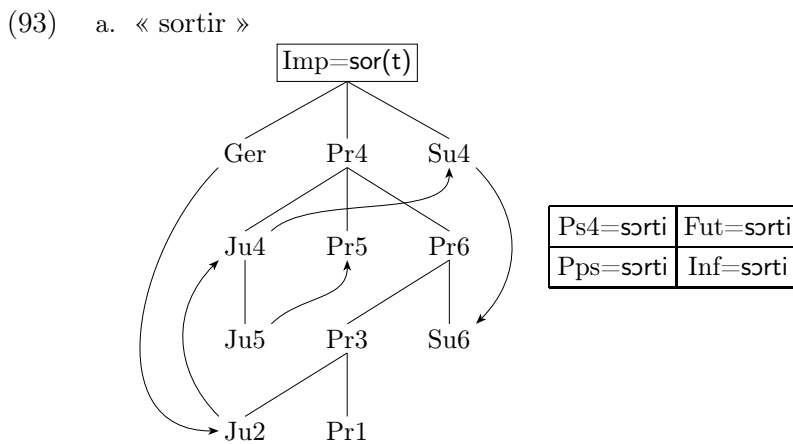 (93) a. « sortir »
Imp=sor(t)
Ger Pr4 Su4
Ps4=sɔrti Fut=sɔrti
Ju4 Pr5 Pr6
Pps=sɔrti Inf=sɔrti
Ju5 Pr3 Su6
Ju2 Pr1